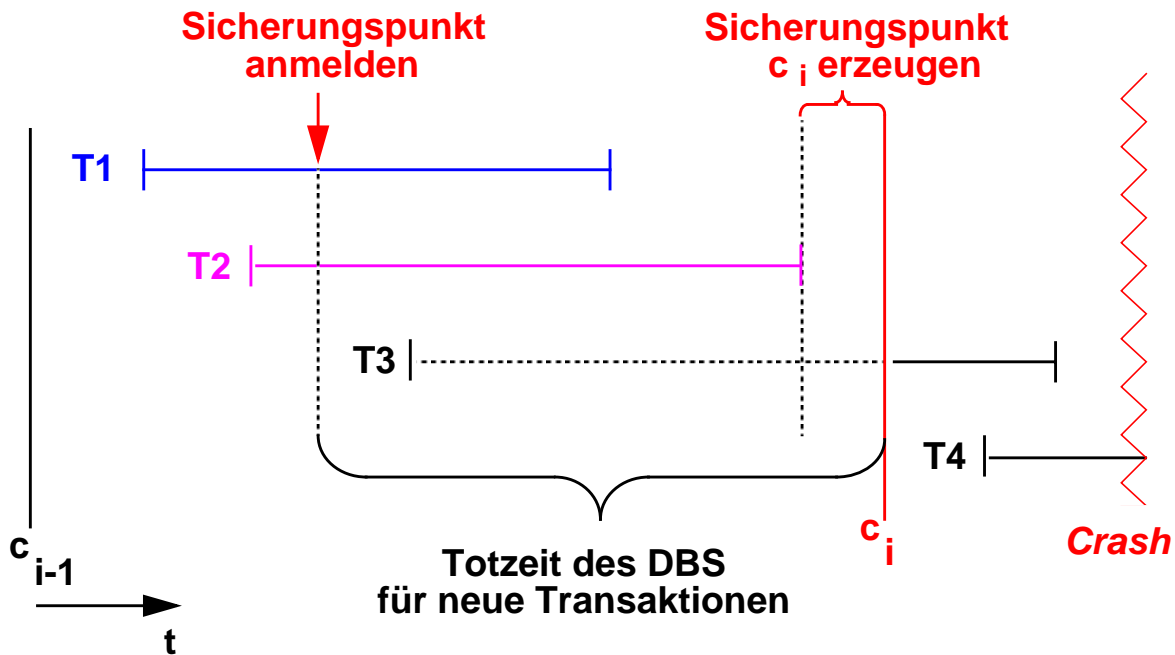 Sicherungspunkt
anmelden
Sicherungspunkt
c i erzeugen
T1
T2
T3
T4
c i-1
c i
Crash
Totzeit des DBS
für neue Transaktionen
t